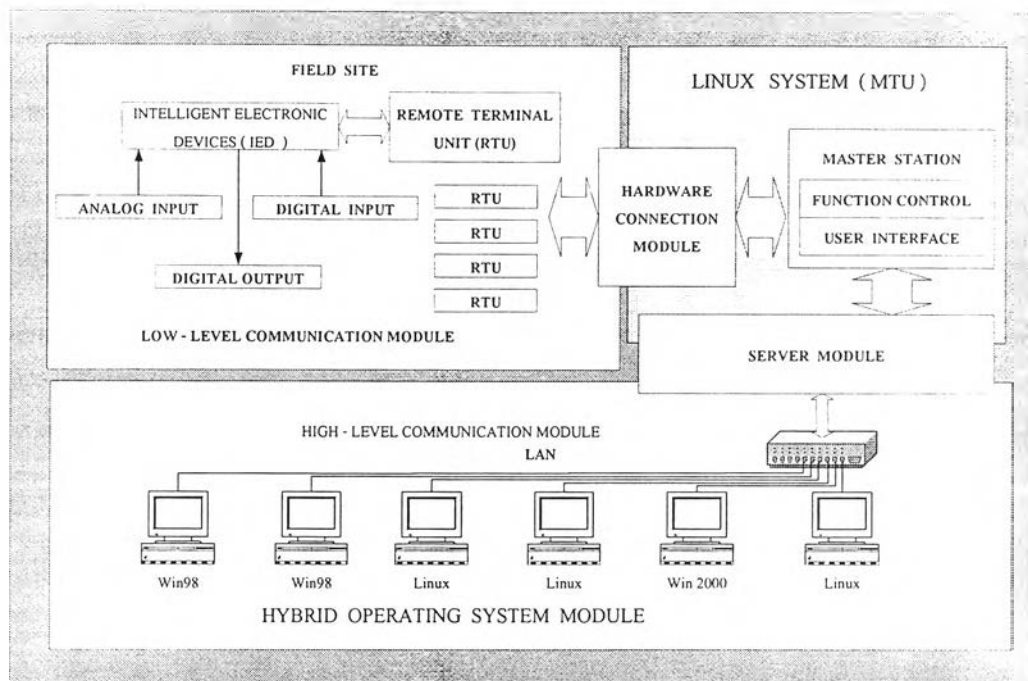 FIELD SITE
INTELLIGENT ELECTRONIC
DEVICES ( IED )
REMOTE TERMINAL
UNIT (RTU)
ANALOG INPUT
DIGITAL INPUT
DIGITAL OUTPUT
RTU
RTU
RTU
RTU
LOW - LEVEL COMMUNICATION MODULE
HARDWARE
CONNECTION
MODULE
LINUX SYSTEM ( MTU )
MASTER STATION
FUNCTION CONTROL
USER INTERFACE
SERVER MODULE
HIGH - LEVEL COMMUNICATION MODULE
LAN
Win98
Win98
Linux
Linux
Win 2000
Linux
HYBRID OPERATING SYSTEM MODULE